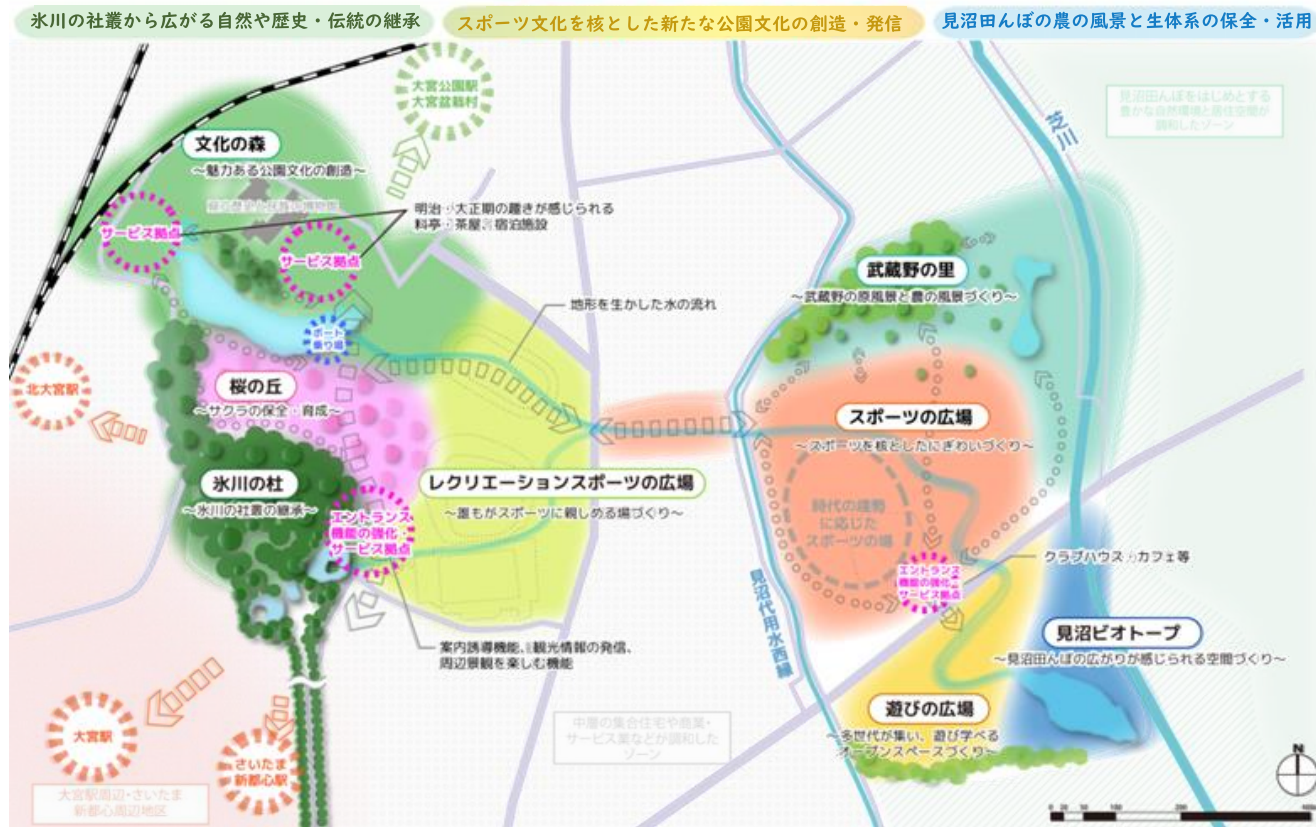 氷川の社叢から広がる自然や歴史・伝統の継承
スポーツ文化を核とした新たな公園文化の創造・発信
見沼田んぼの農の風景と生体系の保全・活用
大宮公園駅
大宮盆栽村
見沼田んぼをはじめとする
豊かな自然環境と居住空間が
調和したゾーン
芝川
文化の森
~魅力ある公園文化の創造~
サービス拠点
サービス拠点
明治 大正期の趣きが感じられる
料亭 茶屋 宿泊施設
武蔵野の里
~武蔵野の原風景と農の風景づくり~
地形を生かした水の流れ
ボート
乗り場
北大宮駅
桜の丘
~サクラの保全・育成~
スポーツの広場
~スポーツを核としたにぎわいづくり~
氷川の杜
~氷川の社叢の継承~
レクリエーションスポーツの広場
~誰もがスポーツに親しめる場づくり~
エントランス
機能の強化・
サービス拠点
時代の趨勢
に応じた
スポーツの場
クラブハウス カフェ等
エントランス
機能の強化
サービス拠点
見沼代用水西縁
見沼ビオトープ
~見沼田んぼの広がりが感じられる空間づくり~
案内誘導機能、観光情報の発信、
周辺景観を楽しむ機能
遊びの広場
~多世代が集い、遊び学べる
オープンスペースづくり~
中層の集合住宅や商業・
サービス業などが調和した
ゾーン
大宮駅
さいたま
新都心駅
大宮駅周辺・さいたま
新都心周辺地区
N
0
50
100
200